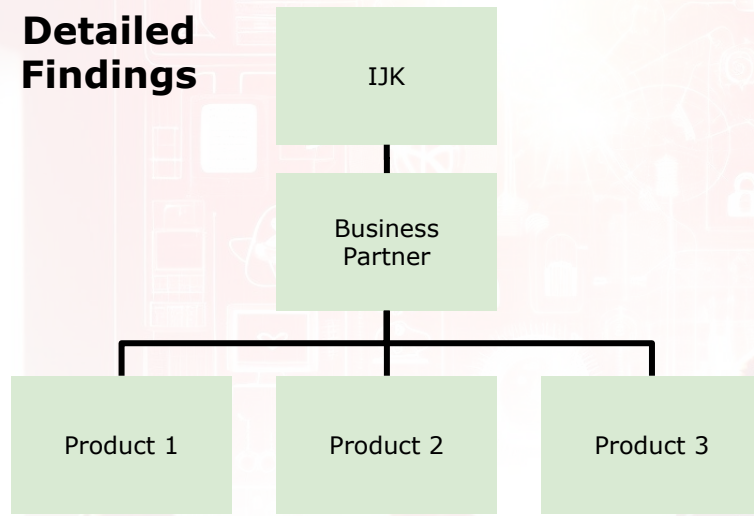 Detailed
Findings
IJK
Business
Partner
Product 1
Product 2
Product 3